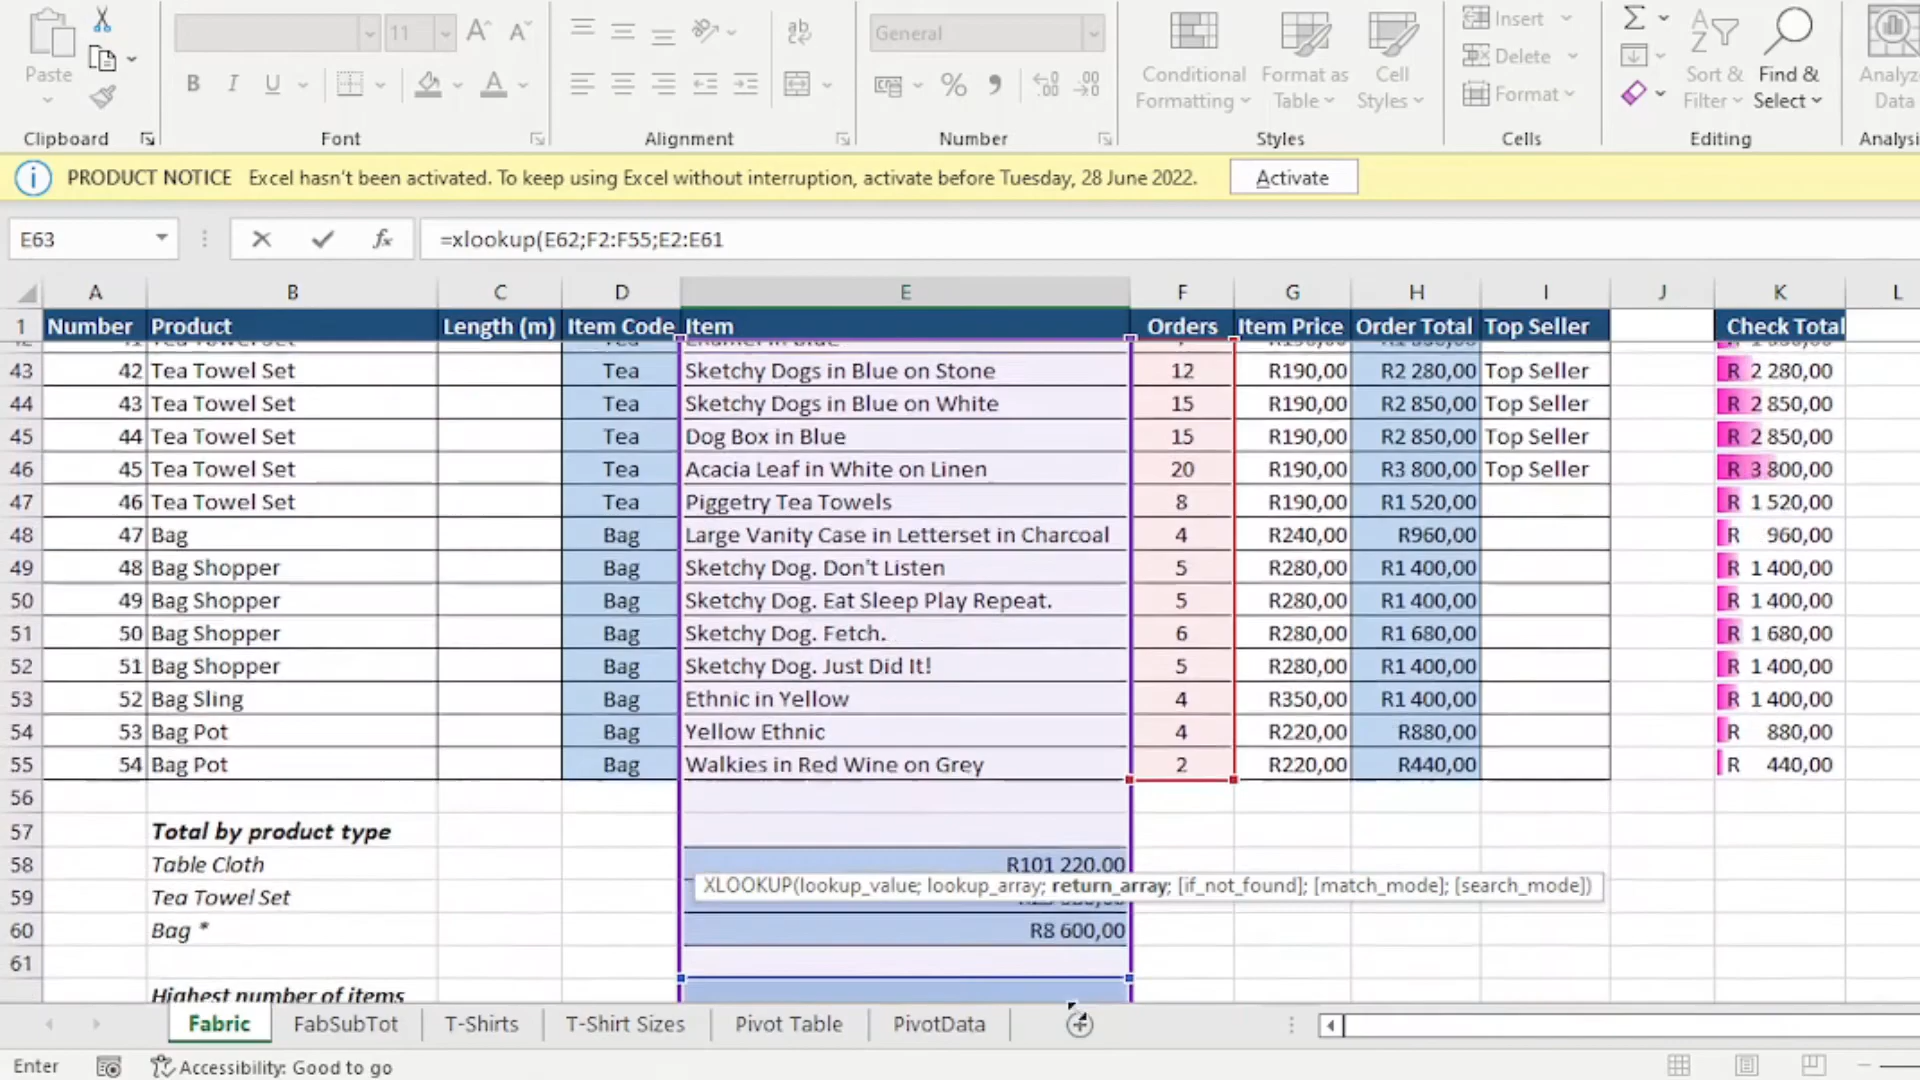 11
General
Insert
Paste
Delete
B I U A
ab
%
Conditional Formatting
Format as Table
Cell Styles
Format
Sort & Filter
Find & Select
Analyze Data
Clipboard
Font
Alignment
Number
Styles
Cells
Editing
Analysis
PRODUCT NOTICE Excel hasn't been activated. To keep using Excel without interruption, activate before Tuesday, 28 June 2022. Activate
E63 fx =xlookup(E62;F2:F55;E2:E61
A B C D E F G H I J K L
1 Number Product Length (m) Item Code Item Orders Item Price Order Total Top Seller Check Total
43 42 Tea Towel Set Tea Sketchy Dogs in Blue on Stone 12 R190,00 R2 280,00 Top Seller R 2 280,00
44 43 Tea Towel Set Tea Sketchy Dogs in Blue on White 15 R190,00 R2 850,00 Top Seller R 2 850,00
45 44 Tea Towel Set Tea Dog Box in Blue 15 R190,00 R2 850,00 Top Seller R 2 850,00
46 45 Tea Towel Set Tea Acacia Leaf in White on Linen 20 R190,00 R3 800,00 Top Seller R 3 800,00
47 46 Tea Towel Set Tea Piggetry Tea Towels 8 R190,00 R1 520,00 R 1 520,00
48 47 Bag Bag Large Vanity Case in Letterset in Charcoal 4 R240,00 R960,00 R 960,00
49 48 Bag Shopper Bag Sketchy Dog. Don't Listen 5 R280,00 R1 400,00 R 1 400,00
50 49 Bag Shopper Bag Sketchy Dog. Eat Sleep Play Repeat. 5 R280,00 R1 400,00 R 1 400,00
51 50 Bag Shopper Bag Sketchy Dog. Fetch. 6 R280,00 R1 680,00 R 1 680,00
52 51 Bag Shopper Bag Sketchy Dog. Just Did It! 5 R280,00 R1 400,00 R 1 400,00
53 52 Bag Sling Bag Ethnic in Yellow 4 R350,00 R1 400,00 R 1 400,00
54 53 Bag Pot Bag Yellow Ethnic 4 R220,00 R880,00 R 880,00
55 54 Bag Pot Bag Walkies in Red Wine on Grey 2 R220,00 R440,00 R 440,00
56
57 Total by product type
58 Table Cloth R101 220.00
XLOOKUP(lookup_value; lookup_array; return_array; [if_not_found]; [match_mode]; [search_mode])
59 Tea Towel Set
60 Bag * R8 600,00
61
Highest number of items
Fabric FabSubTot T-Shirts T-Shirt Sizes Pivot Table PivotData
Enter Accessibility: Good to go